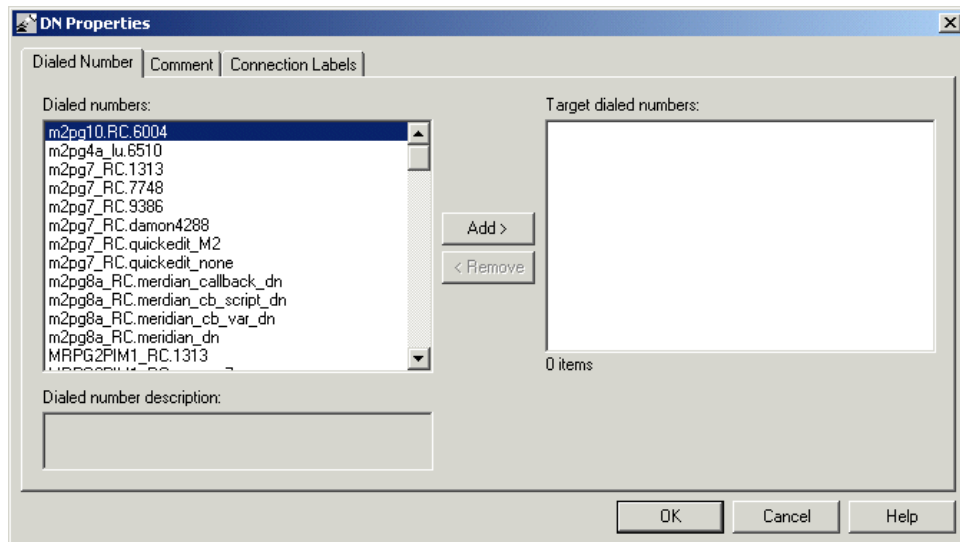 DN Properties
Dialed Number
Comment
Connection Labels
Dialed numbers:
m2pg10.RC.6004
m2pg4a_lu.6510
m2pg7_RC.1313
m2pg7_RC.7748
m2pg7_RC.9386
m2pg7_RC.damon4288
m2pg7_RC.quickedit_M2
m2pg7_RC.quickedit_none
m2pg8a_RC.merdian_callback_dn
m2pg8a_RC.merdian_cb_script_dn
m2pg8a_RC.meridian_cb_var_dn
m2pg8a_RC.meridian_dn
MRPG2PIM1_RC.1313
Add >
< Remove
Target dialed numbers:
0 items
Dialed number description:
OK
Cancel
Help